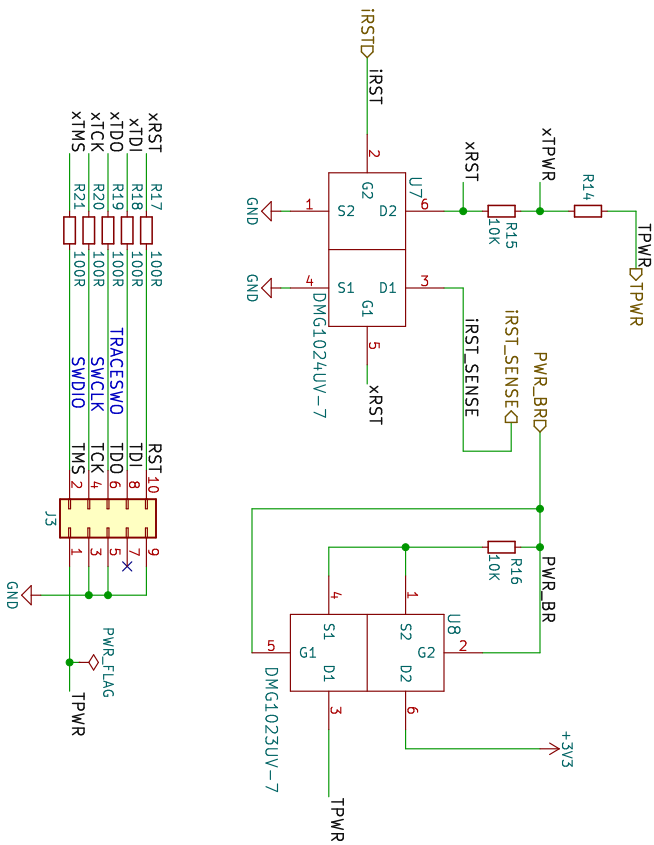 iRST
iRST
2
G2
U7
1
S2
D2
6
GND
4
S1
D1
3
GND
G1
5
DMG1024UV-7
xRST
xRST
R15
10K
xTPWR
R14
TPWR
TPWR
iRST_SENSE
iRST_SENSE
PWR_BR
PWR_BR
R16
10K
U8
4
1
S1
S2
5
G1
G2
2
D1
D2
3
6
DMG1023UV-7
+3V3
TPWR
xRST
xTDI
xTDO
xTCK
xTMS
R17
R18
R19
R20
R21
100R
100R
100R
100R
100R
TRACESWO
SWCLK
SWDIO
RST
TDI
TDO
TCK
TMS
10
8
6
4
2
J3
9
7
5
3
1
GND
PWR_FLAG
TPWR